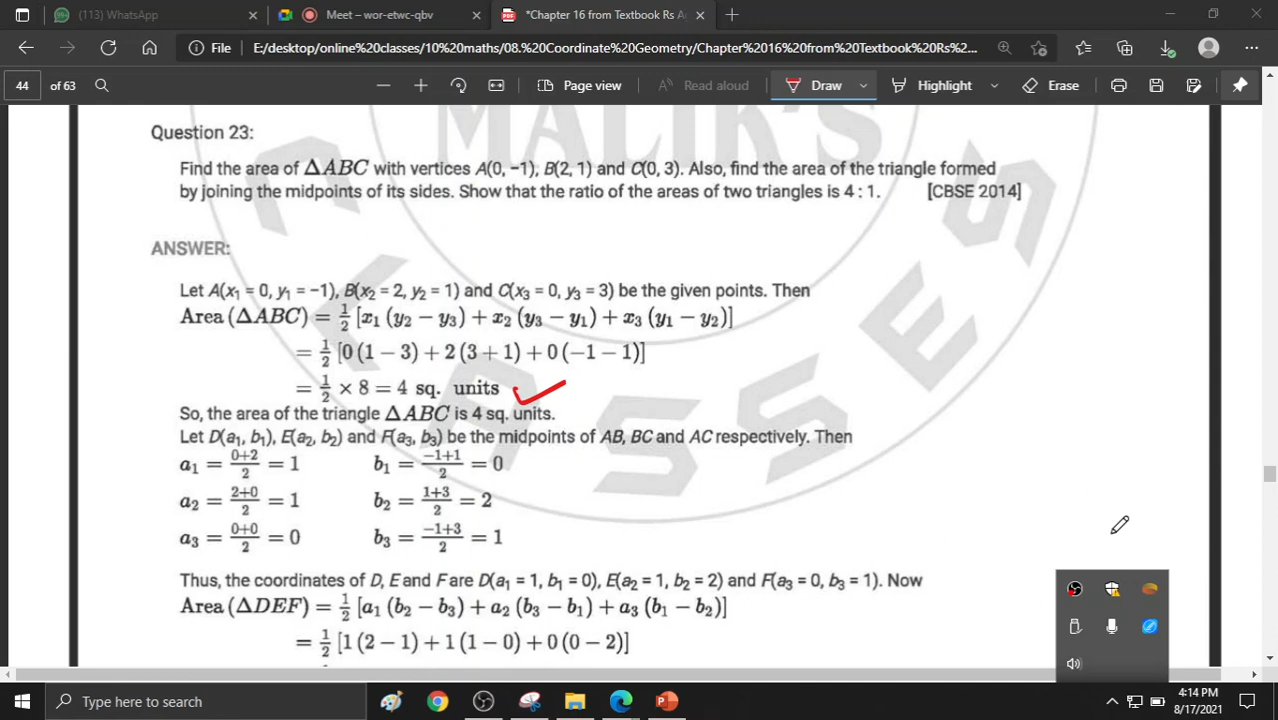 (113) WhatsApp
Meet – wor-etwc-qbv
*Chapter 16 from Textbook Rs Ag
File
E:/desktop/online%20classes/10%20maths/08.%20Coordinate%20Geometry/Chapter%2016%20from%20Textbook%20Rs%2...
44 of 63
Page view
Read aloud
Draw
Highlight
Erase
MALIK'S
KLASSES
Question 23:
Find the area of ΔABC with vertices A(0, −1), B(2, 1) and C(0, 3). Also, find the area of the triangle formed
by joining the midpoints of its sides. Show that the ratio of the areas of two triangles is 4 : 1. [CBSE 2014]
ANSWER:
Let A(x₁ = 0, y₁ = −1), B(x₂ = 2, y₂ = 1) and C(x₃ = 0, y₃ = 3) be the given points. Then
Area (ΔABC) = 1/2 [x₁ (y₂ − y₃) + x₂ (y₃ − y₁) + x₃ (y₁ − y₂)]
= 1/2 [0 (1 − 3) + 2 (3 + 1) + 0 (−1 − 1)]
= 1/2 × 8 = 4 sq. units
So, the area of the triangle ΔABC is 4 sq. units.
Let D(a₁, b₁), E(a₂, b₂) and F(a₃, b₃) be the midpoints of AB, BC and AC respectively. Then
a₁ = 0+2/2 = 1 b₁ = −1+1/2 = 0
a₂ = 2+0/2 = 1 b₂ = 1+3/2 = 2
a₃ = 0+0/2 = 0 b₃ = −1+3/2 = 1
Thus, the coordinates of D, E and F are D(a₁ = 1, b₁ = 0), E(a₂ = 1, b₂ = 2) and F(a₃ = 0, b₃ = 1). Now
Area (ΔDEF) = 1/2 [a₁ (b₂ − b₃) + a₂ (b₃ − b₁) + a₃ (b₁ − b₂)]
= 1/2 [1 (2 − 1) + 1 (1 − 0) + 0 (0 − 2)]
Type here to search
4:14 PM
8/17/2021